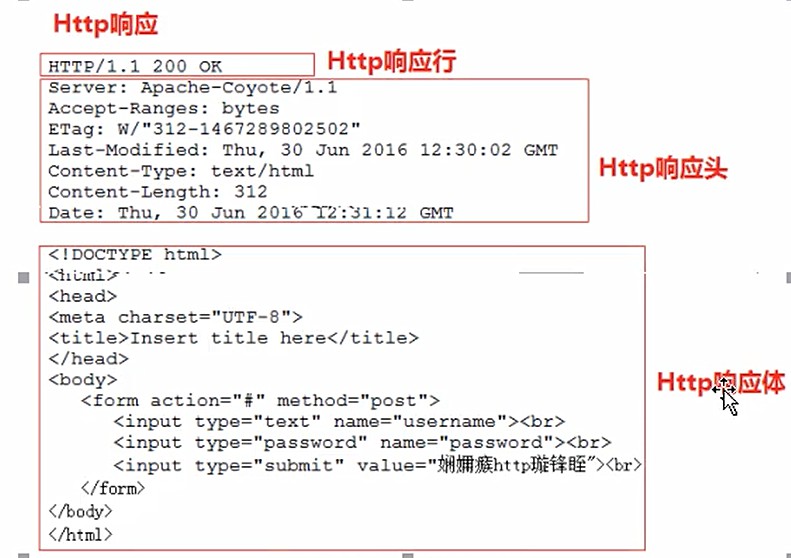 Http响应
HTTP/1.1 200 OK
Http响应行
Server: Apache-Coyote/1.1
Accept-Ranges: bytes
ETag: W/"312-1467289802502"
Last-Modified: Thu, 30 Jun 2016 12:30:02 GMT
Http响应头
Content-Type: text/html
Content-Length: 312
Date: Thu, 30 Jun 2016 12:31:12 GMT
<!DOCTYPE html>
<html>
<head>
<meta charset="UTF-8">
<title>Insert title here</title>
</head>
<body>
Http响应体
<form action="#" method="post">
<input type="text" name="username"><br>
<input type="password" name="password"><br>
<input type="submit" value="娴嬭瘯http璇锋眰"><br>
</form>
</body>
</html>